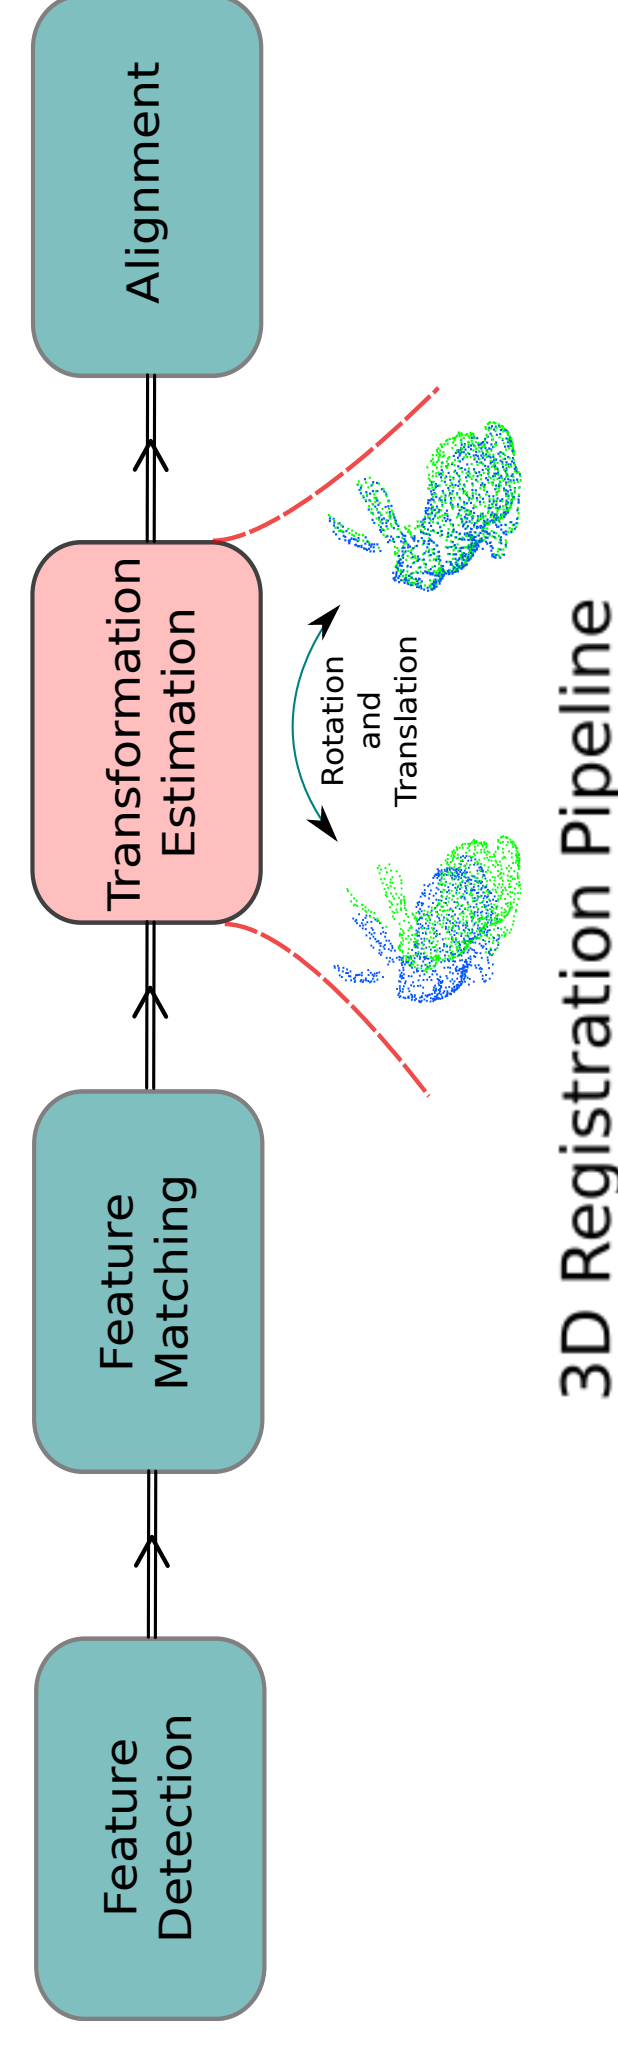 Feature
Detection
Feature
Matching
Transformation
Estimation
Alignment
Rotation
and
Translation
3D Registration Pipeline